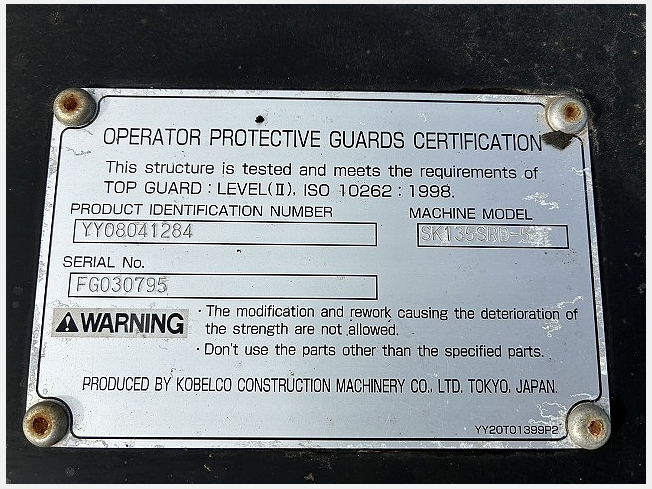 OPERATOR PROTECTIVE GUARDS CERTIFICATION
This structure is tested and meets the requirements of
TOP GUARD : LEVEL(Ⅱ), ISO 10262 : 1998.
PRODUCT IDENTIFICATION NUMBER MACHINE MODEL
YY08041284
SERIAL No.
FG030795
WARNING
・The modification and rework causing the deterioration of
the strength are not allowed.
・Don't use the parts other than the specified parts.
PRODUCED BY KOBELCO CONSTRUCTION MACHINERY CO., LTD. TOKYO, JAPAN.
YY20T01399P2